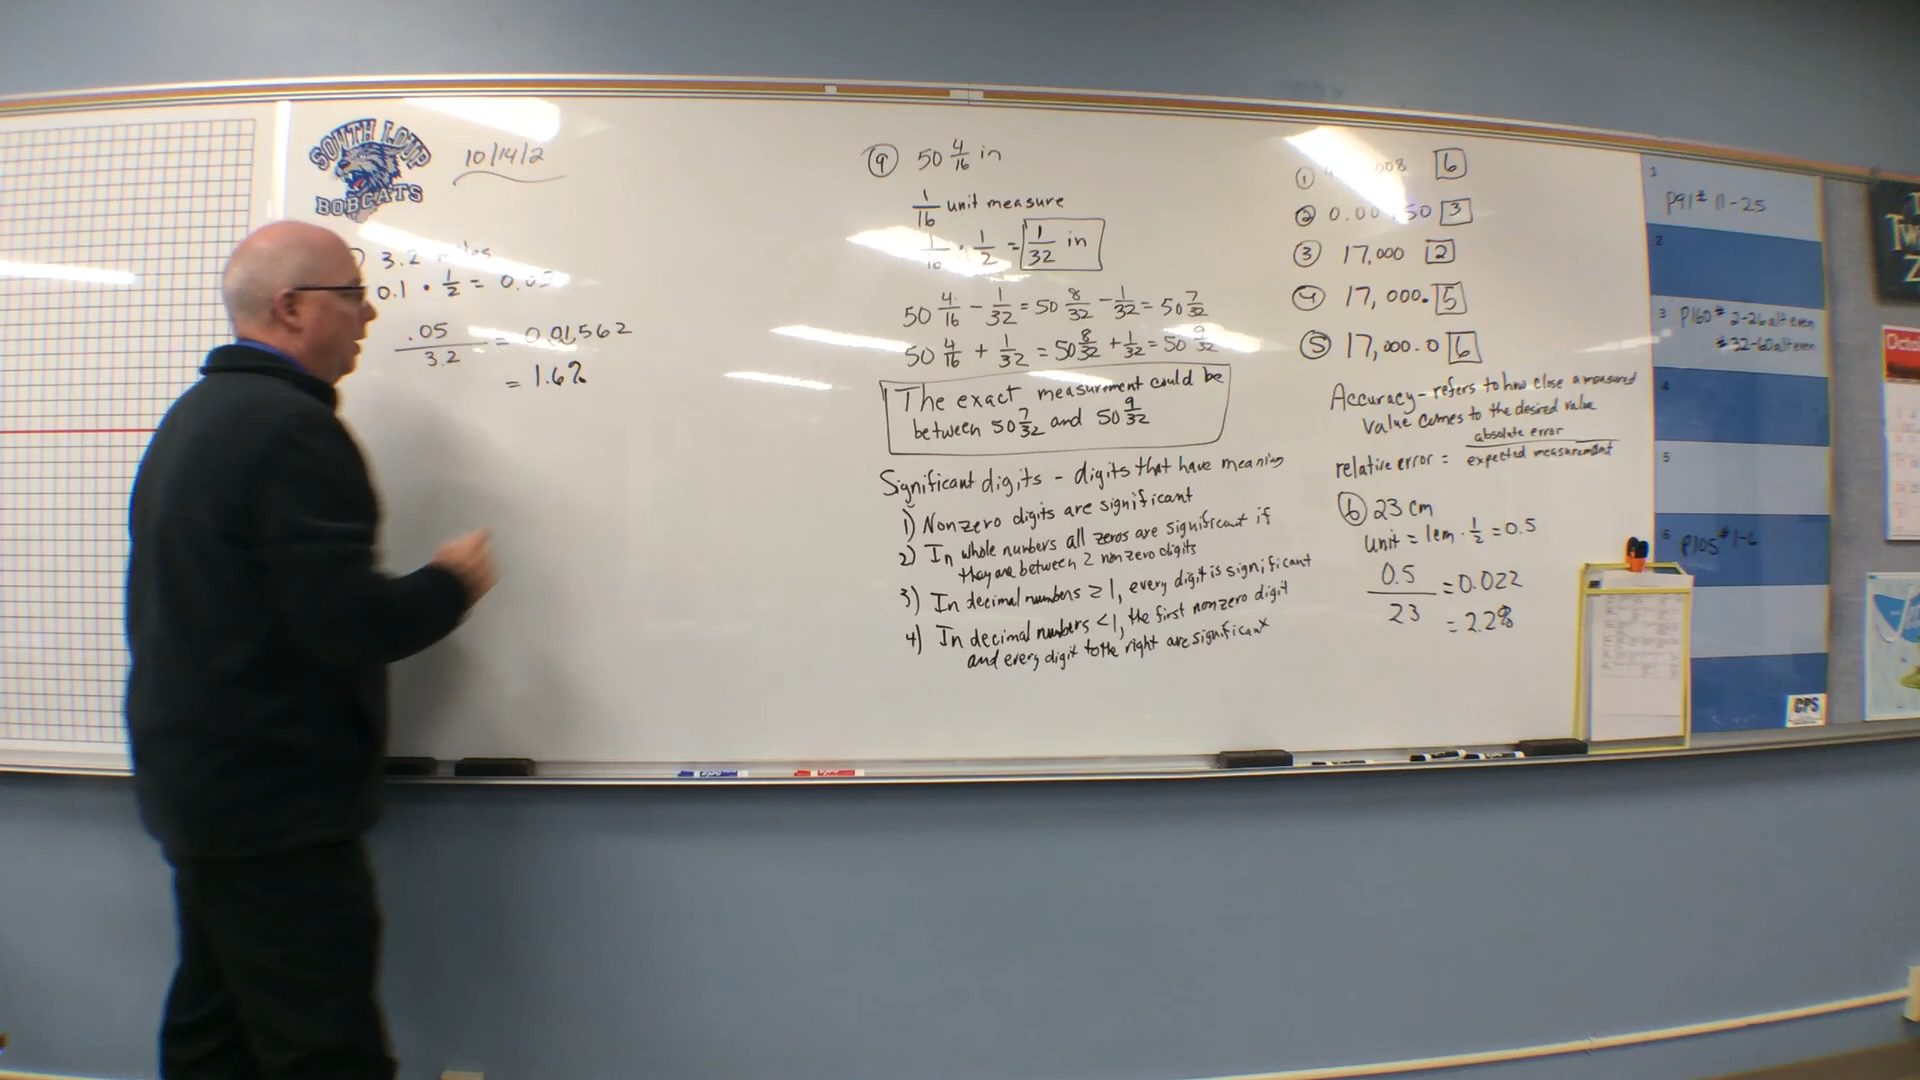 SOUTH LOUP
BOBCATS
10/14/2
3.2 miles
0.1 · 1/2 = 0.05
.05/3.2 = 0.01562
= 1.6%
9 50 4/16 in
1/16 unit measure
1/16 · 1/2 = 1/32 in
50 4/16 - 1/32 = 50 8/32 - 1/32 = 50 7/32
50 4/16 + 1/32 = 50 8/32 + 1/32 = 50 9/32
The exact measurement could be
between 50 7/32 and 50 9/32
Significant digits - digits that have meaning
1) Nonzero digits are significant
2) In whole numbers all zeros are significant if
they are between 2 nonzero digits
3) In decimal numbers ≥ 1, every digit is significant
4) In decimal numbers < 1, the first nonzero digit
and every digit to the right are significant
1 6
2 3
3 17,000 2
4 17,000. 5
5 17,000.0 6
Accuracy - refers to how close a measured
value comes to the desired value
relative error = absolute error / expected measurement
6 23 cm
unit = 1cm · 1/2 = 0.5
0.5/23 = 0.022
= 2.2%
1
p91# 11-25
2
3 p160# 2-26 alt even
# 32-60 alt even
4
5
6 p105 #
GPS